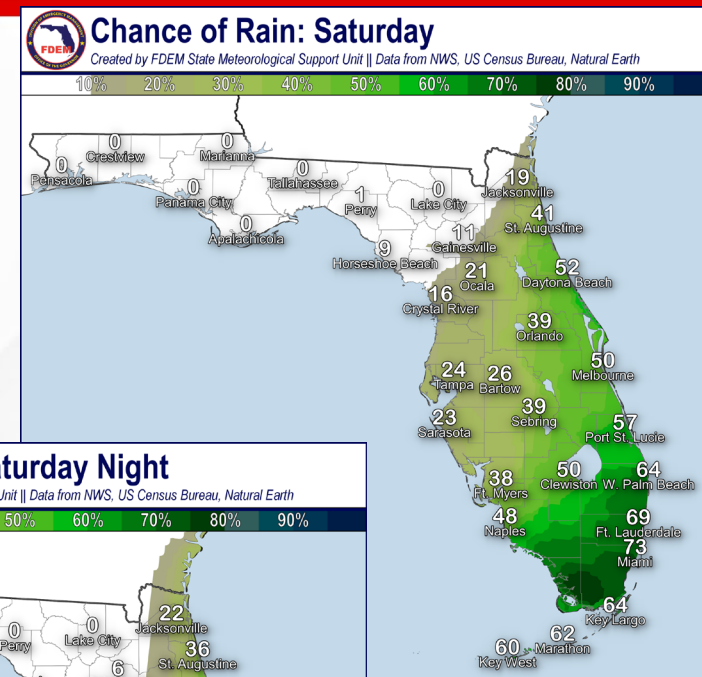 FDEM
Chance of Rain: Saturday
Created by FDEM State Meteorological Support Unit || Data from NWS, US Census Bureau, Natural Earth
10% 20% 30% 40% 50% 60% 70% 80% 90%
0
Crestview
0
Marianna
0
Pensacola
0
Tallahassee
0
Panama City
1
Perry
0
Lake City
19
Jacksonville
0
Apalachicola
41
St. Augustine
11
Gainesville
9
Horseshoe Beach
21
Ocala
52
Daytona Beach
16
Crystal River
39
Orlando
50
Melbourne
24
Tampa
26
Bartow
23
Sarasota
39
Sebring
57
Port St. Lucie
38
Ft. Myers
50
Clewiston
64
W. Palm Beach
48
Naples
69
Ft. Lauderdale
73
Miami
64
Key Largo
62
Marathon
60
Key West
Night
|| Data from NWS, US Census Bureau, Natural Earth
50% 60% 70% 80% 90%
22
Jacksonville
0
Perry
0
Lake City
36
St. Augustine
6